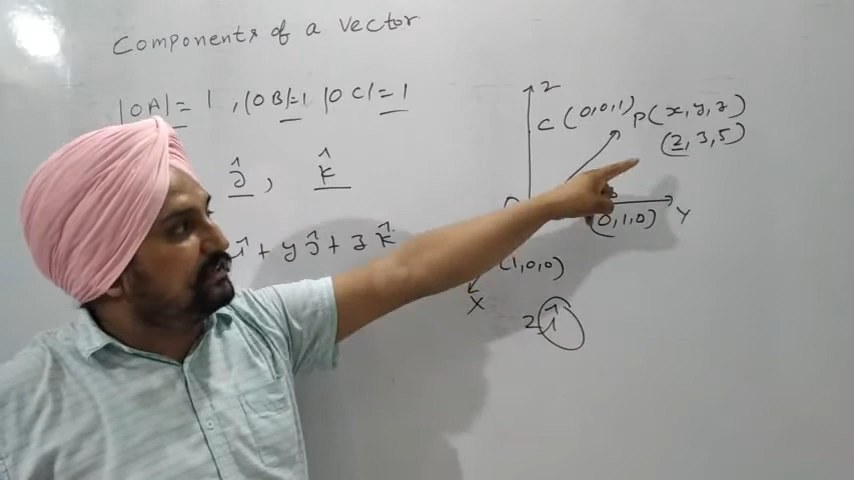 Components of a vector
|OA| = 1, |OB|=1 |OC| = 1
ĵ, k̂
î + y ĵ + z k̂
Z
C (0,0,1)
P(x, y, z)
(2, 3, 5)
(0,1,0)
Y
(1,0,0)
X
2 î